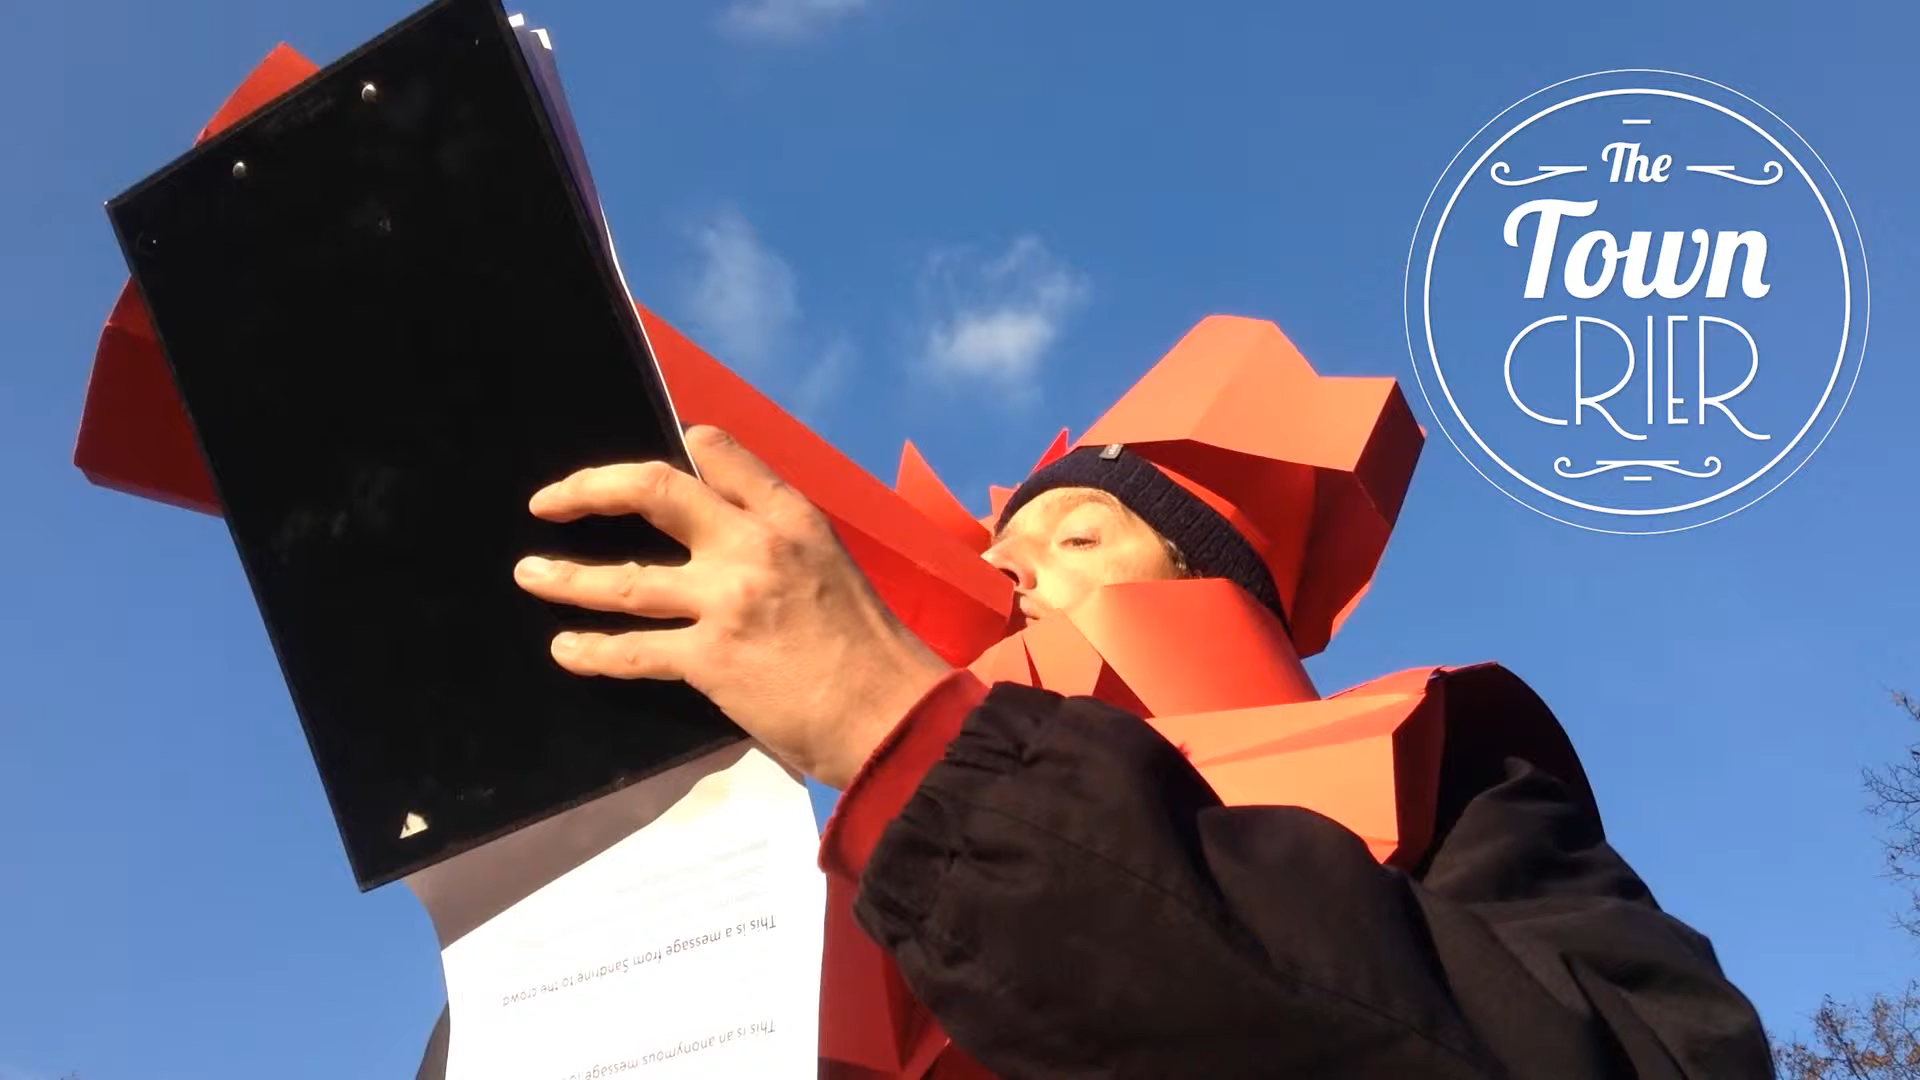 The
Town
CRIER
This is a message from Sandrine to the crowd
This is an anonymous message